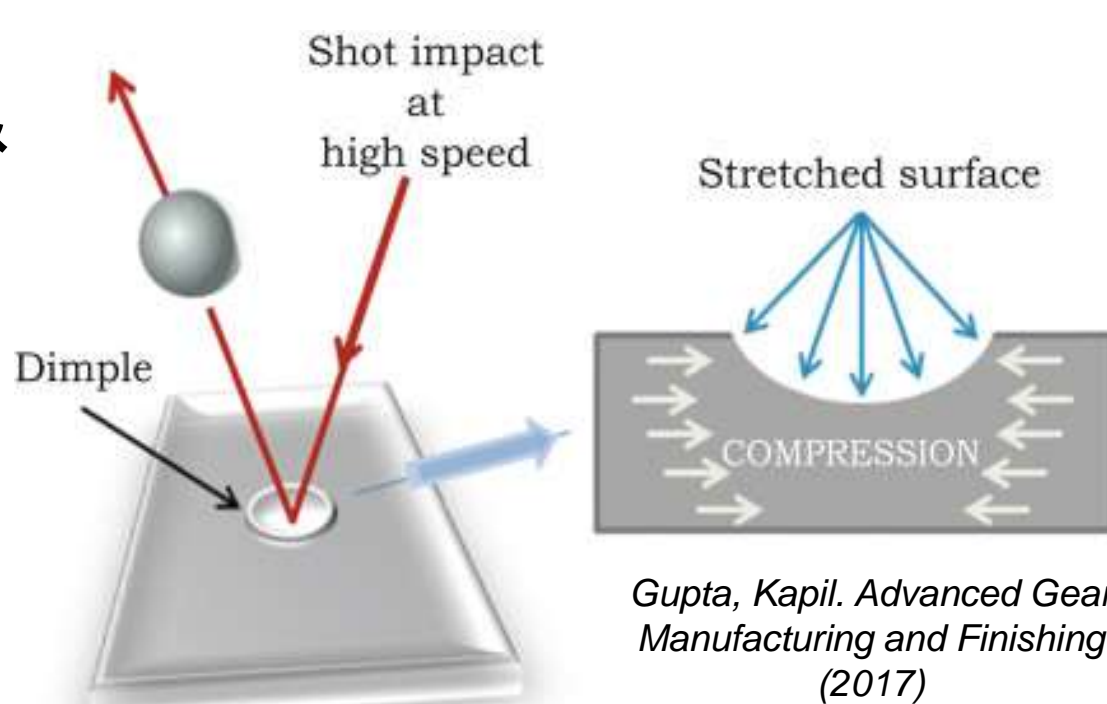 Shot impact
at
high speed
Dimple
Stretched surface
COMPRESSION
Gupta, Kapil. Advanced Gear
Manufacturing and Finishing
(2017)